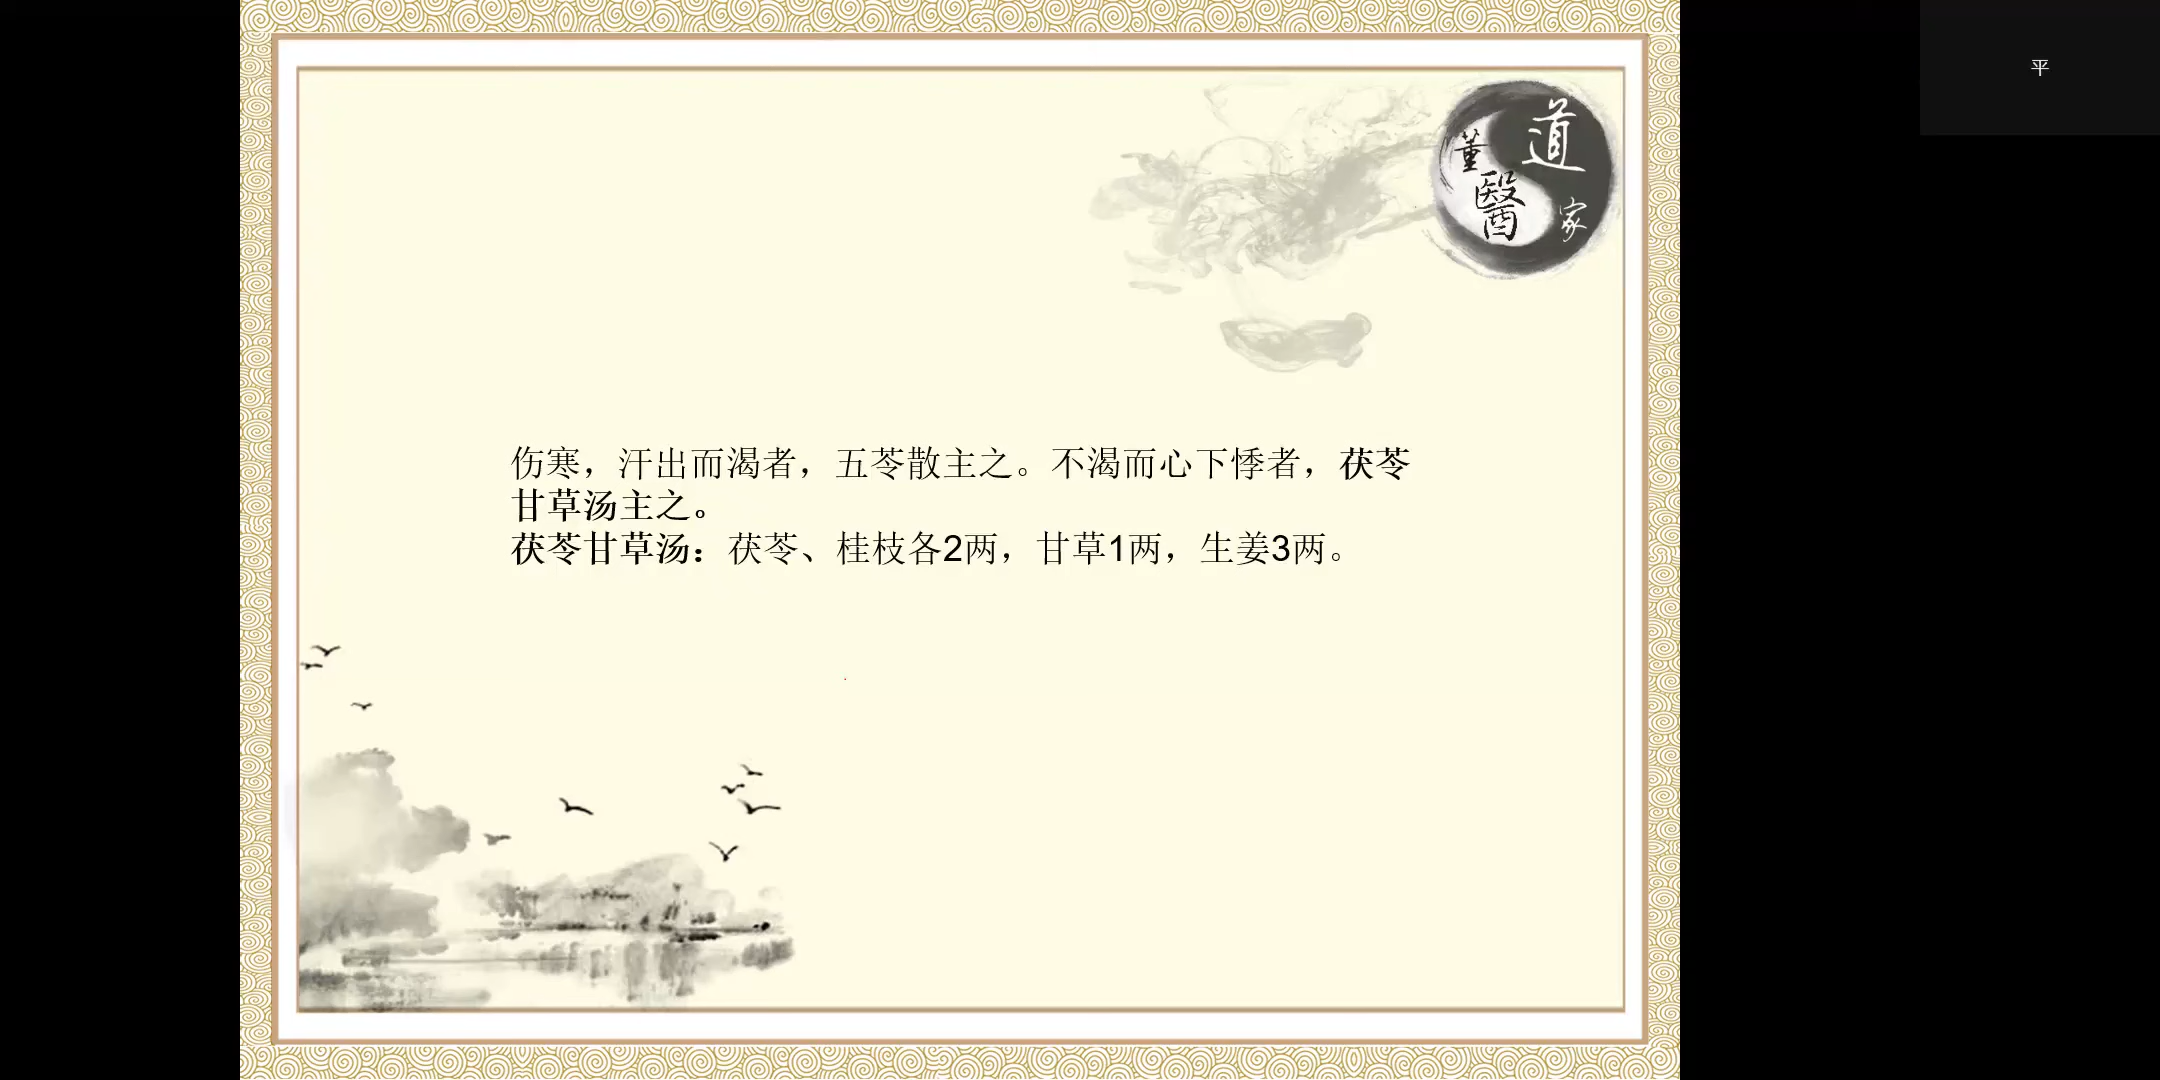 平
道
董
醫
家
伤寒，汗出而渴者，五苓散主之。不渴而心下悸者，茯苓
甘草汤主之。
茯苓甘草汤：茯苓、桂枝各2两，甘草1两，生姜3两。